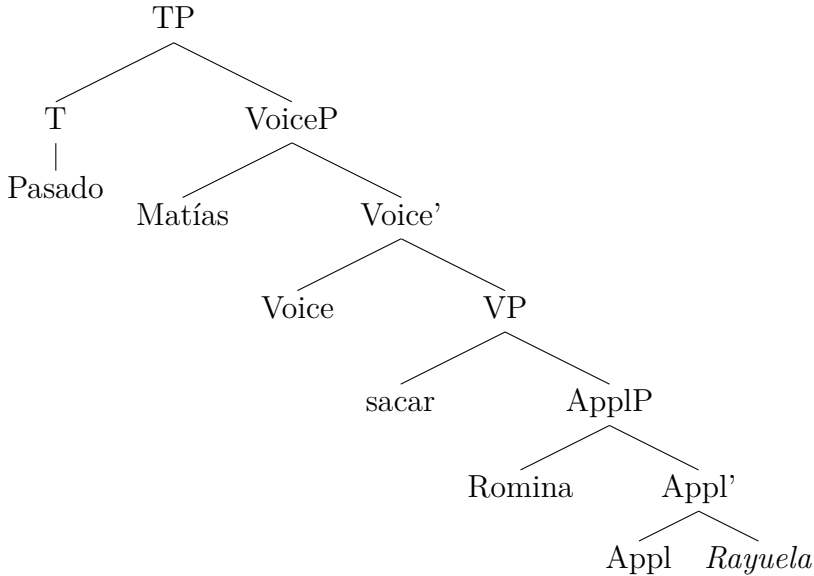 TP
T VoiceP
Pasado
Matías Voice’
Voice VP
sacar ApplP
Romina Appl’
Appl Rayuela